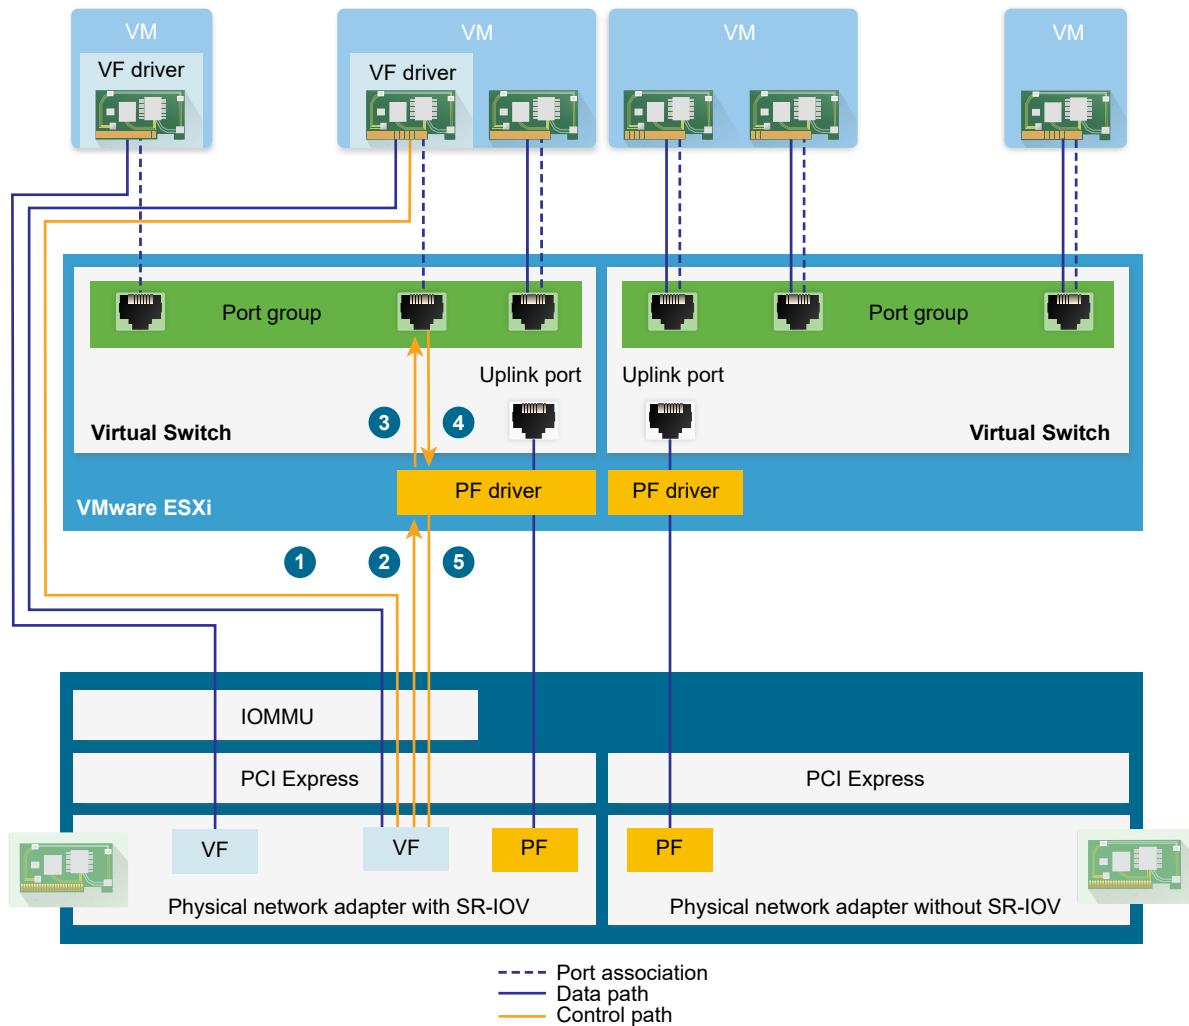 VM
VM
VM
VM
VF driver
VF driver
Port group
Port group
Uplink port
Uplink port
3
4
Virtual Switch
Virtual Switch
PF driver
PF driver
VMware ESXi
1
2
5
IOMMU
PCI Express
PCI Express
VF
VF
PF
PF
Physical network adapter with SR-IOV
Physical network adapter without SR-IOV
Port association
Data path
Control path